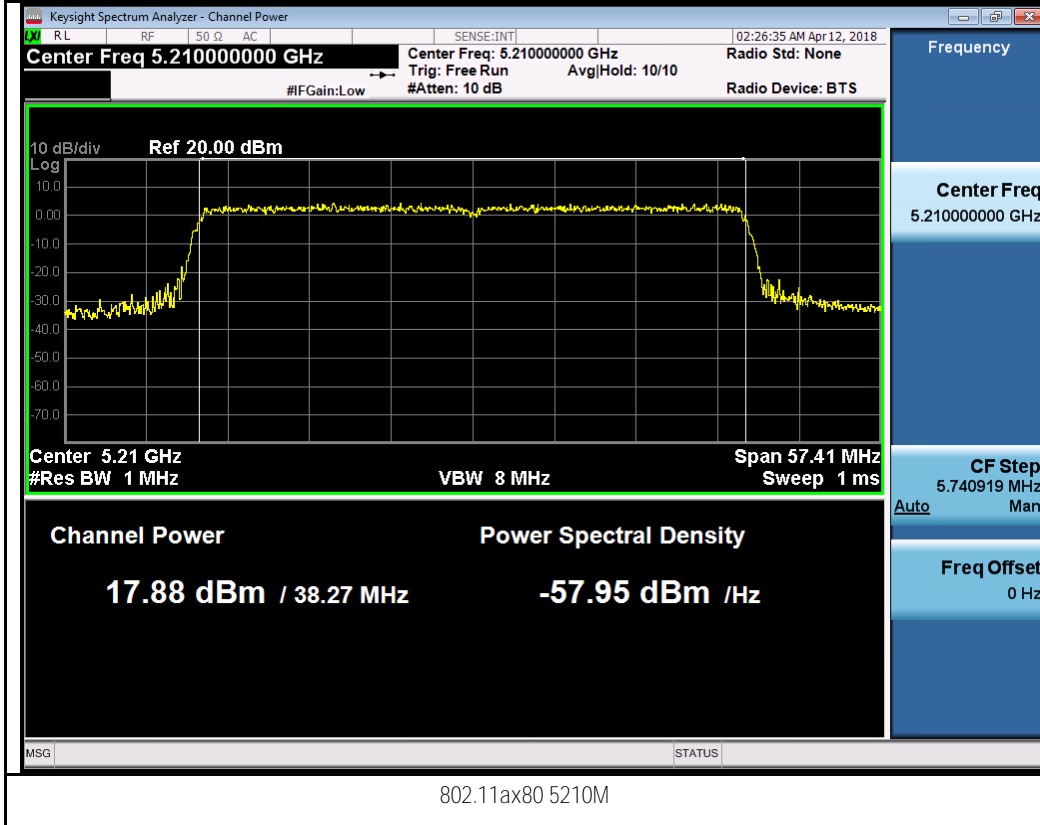 Keysight Spectrum Analyzer - Channel Power
LXI RL RF 50 Ω AC SENSE:INT 02:26:35 AM Apr 12, 2018
Center Freq 5.210000000 GHz
#IFGain:Low
Center Freq: 5.210000000 GHz
Trig: Free Run Avg|Hold: 10/10
#Atten: 10 dB
Radio Std: None
Radio Device: BTS
Frequency
10 dB/div Ref 20.00 dBm
Log
10.0
0.00
-10.0
-20.0
-30.0
-40.0
-50.0
-60.0
-70.0
Center 5.21 GHz Span 57.41 MHz
#Res BW 1 MHz VBW 8 MHz Sweep 1 ms
Center Freq
5.210000000 GHz
CF Step
5.740919 MHz
Auto Man
Freq Offset
0 Hz
Channel Power Power Spectral Density
17.88 dBm / 38.27 MHz -57.95 dBm /Hz
MSG STATUS
802.11ax80 5210M